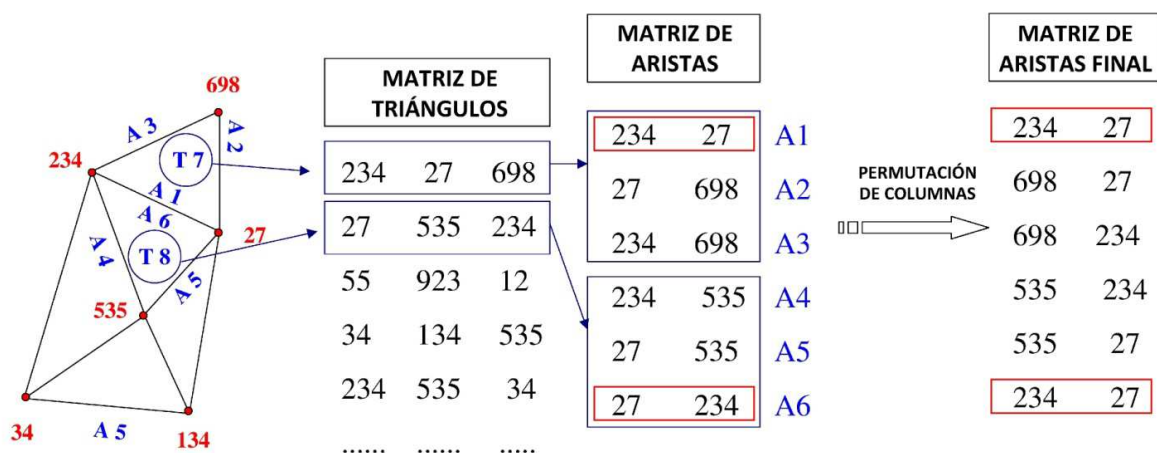 698
A 3
A 2
234
T 7
A 1
A 6
27
A 4
T 8
A 5
535
34
A 5
134
MATRIZ DE
TRIÁNGULOS
234 27 698
27 535 234
55 923 12
34 134 535
234 535 34
...... ...... .....
MATRIZ DE
ARISTAS
234 27 A1
27 698 A2
234 698 A3
234 535 A4
27 535 A5
27 234 A6
PERMUTACIÓN
DE COLUMNAS
MATRIZ DE
ARISTAS FINAL
234 27
698 27
698 234
535 234
535 27
234 27